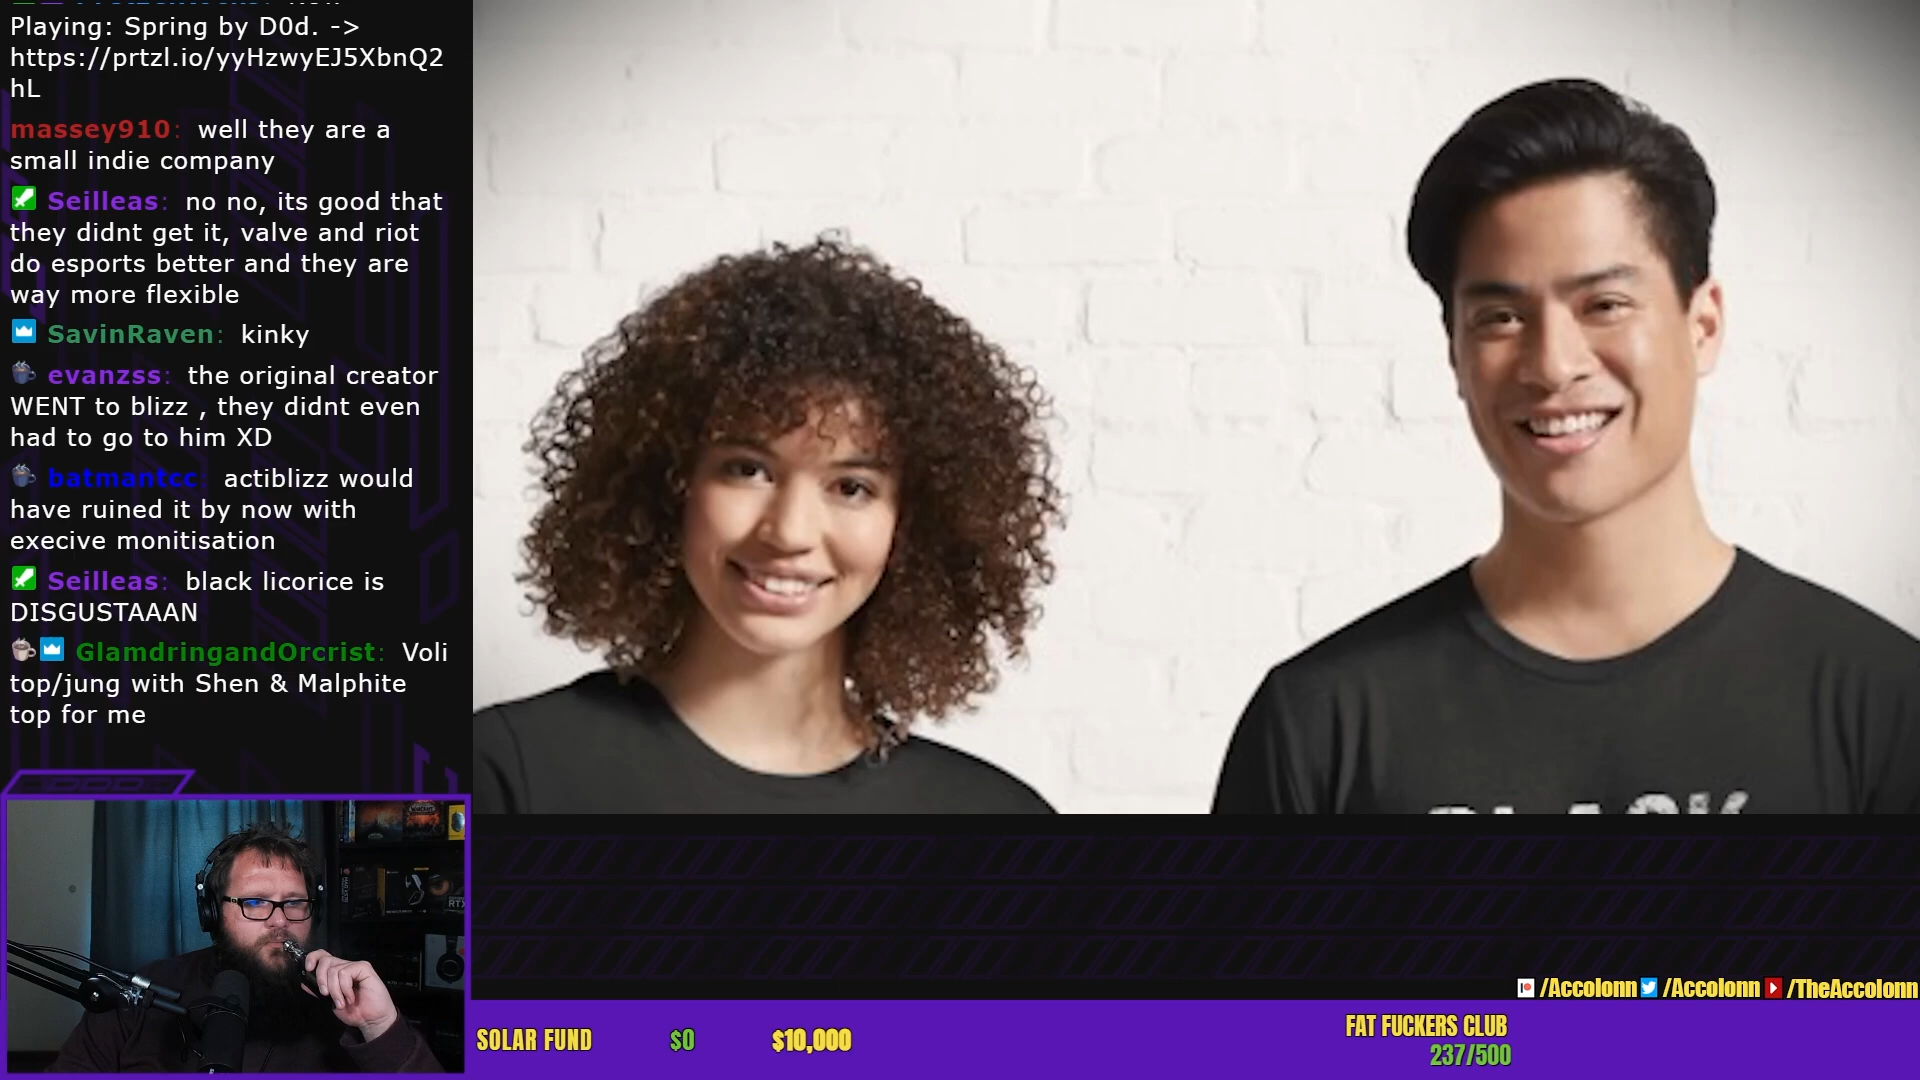 Playing: Spring by D0d. ->
https://prtzl.io/yyHzwyEJ5XbnQ2
hL
massey910: well they are a
small indie company
Seilleas: no no, its good that
they didnt get it, valve and riot
do esports better and they are
way more flexible
SavinRaven: kinky
evanzss: the original creator
WENT to blizz , they didnt even
had to go to him XD
batmantcc: actiblizz would
have ruined it by now with
execive monitisation
Seilleas: black licorice is
DISGUSTAAAN
GlamdringandOrcrist: Voli
top/jung with Shen & Malphite
top for me
/Accolonn /Accolonn /TheAccolonn
SOLAR FUND $0 $10,000
FAT FUCKERS CLUB
237/500